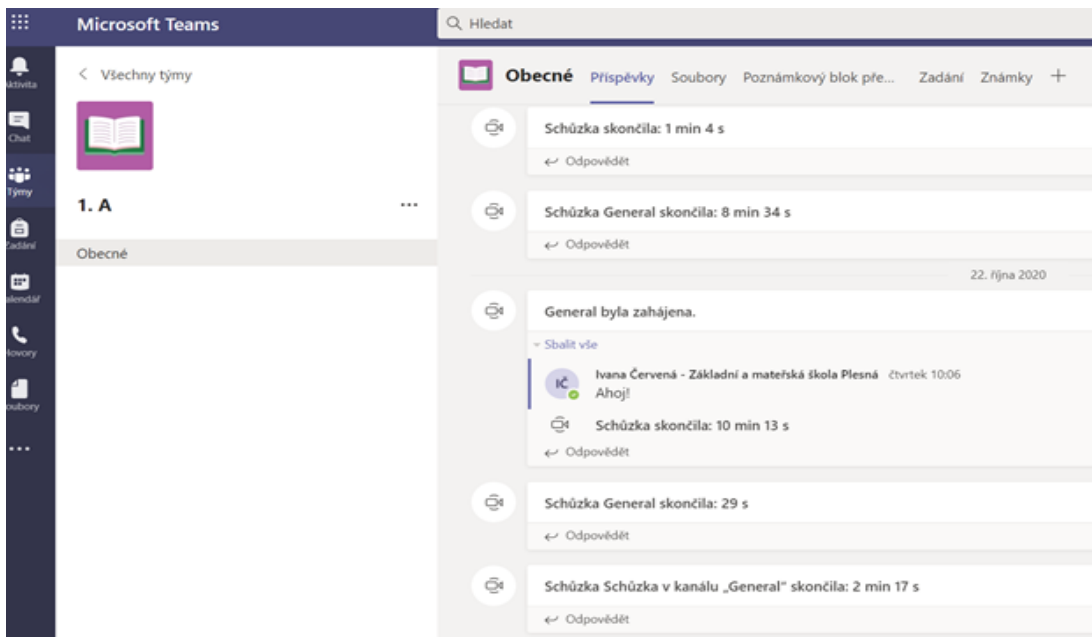 Microsoft Teams
Hledat
Aktivita
Chat
Týmy
Zadání
Kalendář
Hovory
Soubory
Všechny týmy
1. A
Obecné
Obecné Příspěvky Soubory Poznámkový blok pře... Zadání Známky
Schůzka skončila: 1 min 4 s
Odpovědět
Schůzka General skončila: 8 min 34 s
Odpovědět
22. října 2020
General byla zahájena.
Sbalit vše
IČ
Ivana Červená - Základní a mateřská škola Plesná čtvrtek 10:06
Ahoj!
Schůzka skončila: 10 min 13 s
Odpovědět
Schůzka General skončila: 29 s
Odpovědět
Schůzka Schůzka v kanálu „General“ skončila: 2 min 17 s
Odpovědět